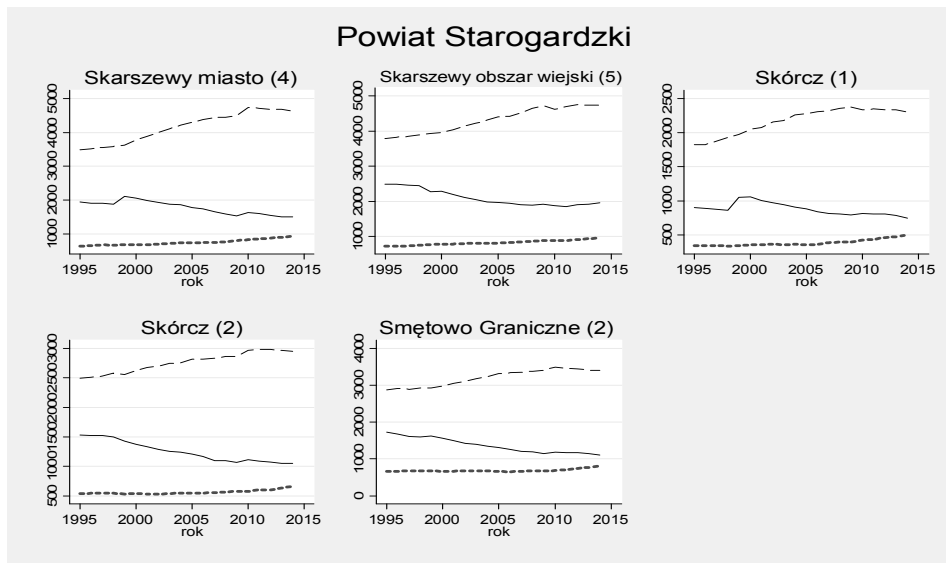 Powiat Starogardzki
Skarszewy miasto (4)
5000
4000
3000
2000
1000
1995 2000 2005 2010 2015
rok
Skarszewy obszar wiejski (5)
5000
4000
3000
2000
1000
1995 2000 2005 2010 2015
rok
Skórcz (1)
2500
2000
1500
1000
500
1995 2000 2005 2010 2015
rok
Skórcz (2)
3000
2500
2000
1500
1000
500
1995 2000 2005 2010 2015
rok
Smętowo Graniczne (2)
4000
3000
2000
1000
0
1995 2000 2005 2010 2015
rok